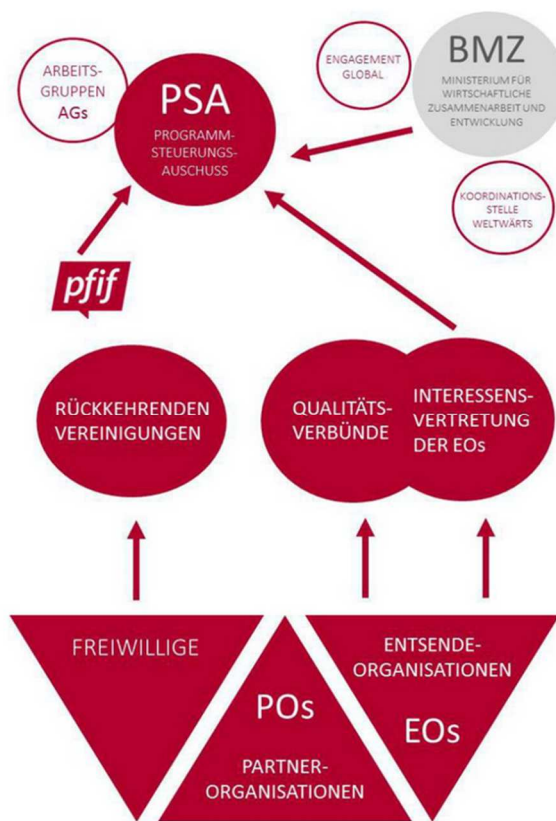 ARBEITS-
GRUPPEN
AGs
PSA
PROGRAMM-
STEUERUNGS-
AUSCHUSS
ENGAGEMENT
GLOBAL
BMZ
MINISTERIUM FÜR
WIRTSCHAFTLICHE
ZUSAMMENARBEIT UND
ENTWICKLUNG
KOORDINATIONS-
STELLE
WELTWÄRTS
pfif
RÜCKKEHRENDEN
VEREINIGUNGEN
QUALITÄTS-
VERBÜNDE
INTERESSENS-
VERTRETUNG
DER EOs
FREIWILLIGE
POs
PARTNER-
ORGANISATIONEN
ENTSENDE-
ORGANISATIONEN
EOs